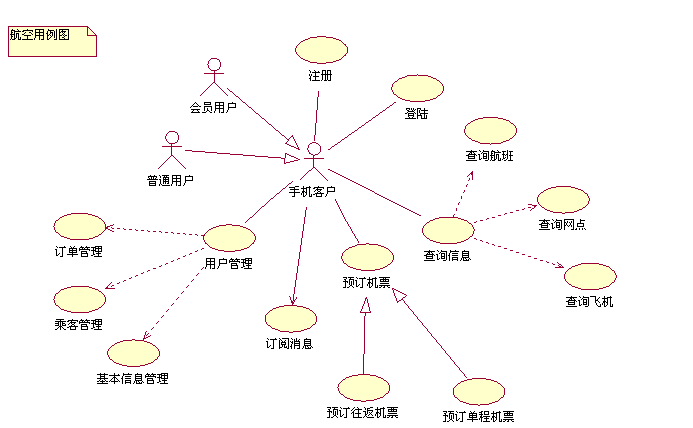 航空用例图
注册
会员用户
登陆
查询航班
普通用户
手机客户
查询网点
订单管理
用户管理
查询信息
预订机票
查询飞机
乘客管理
订阅消息
基本信息管理
预订往返机票
预订单程机票